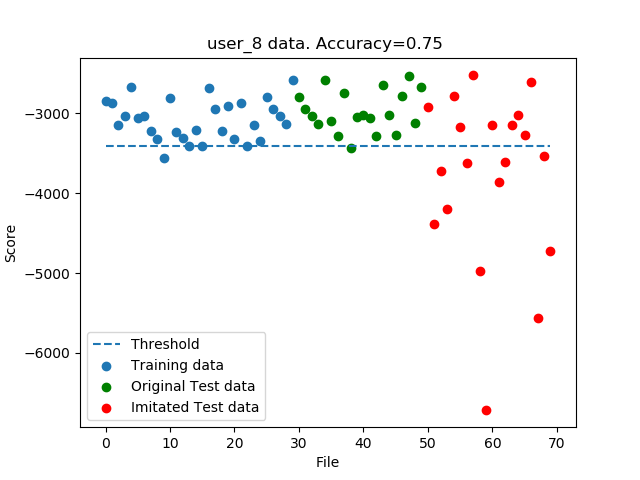 user_8 data. Accuracy=0.75
Score
−3000
−4000
−5000
−6000
Threshold
Training data
Original Test data
Imitated Test data
0 10 20 30 40 50 60 70
File